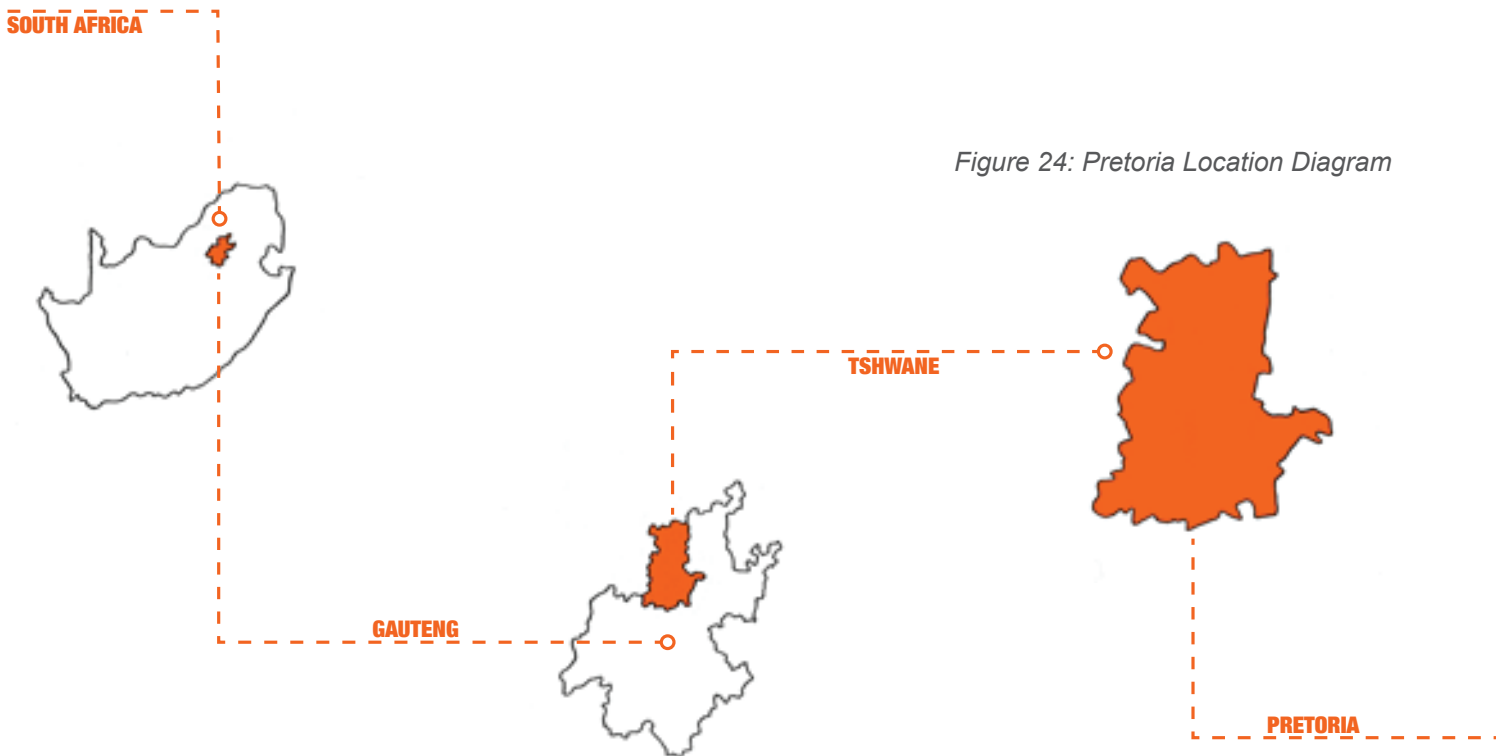 SOUTH AFRICA
Figure 24: Pretoria Location Diagram
TSHWANE
GAUTENG
PRETORIA